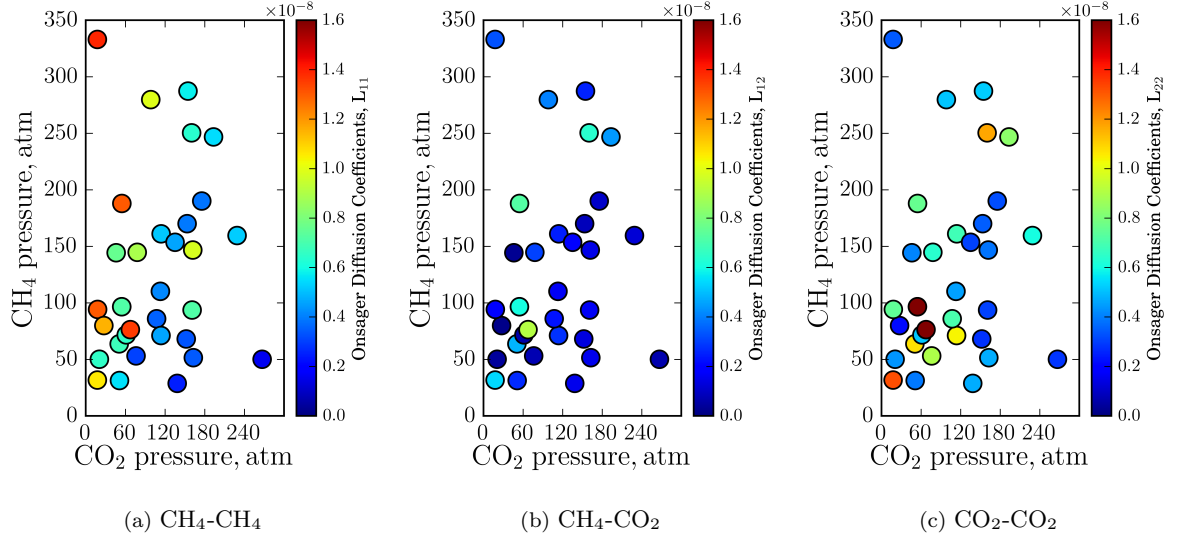 ×10⁻⁸ ×10⁻⁸ ×10⁻⁸
350 1.6 350 1.6 350 1.6
300 1.4 300 1.4 300 1.4
250 1.2 250 1.2 250 1.2
200 1.0 200 1.0 200 1.0
150 0.8 150 0.8 150 0.8
100 0.6 100 0.6 100 0.6
50 0.4 50 0.4 50 0.4
0 0.2 0 0.2 0 0.2
0.0 0.0 0.0
CH₄ pressure, atm
Onsager Diffusion Coefficients, L₁₁
CH₄ pressure, atm
Onsager Diffusion Coefficients, L₁₂
CH₄ pressure, atm
Onsager Diffusion Coefficients, L₂₂
0 60 120 180 240 0 60 120 180 240 0 60 120 180 240
CO₂ pressure, atm CO₂ pressure, atm CO₂ pressure, atm
(a) CH₄-CH₄ (b) CH₄-CO₂ (c) CO₂-CO₂